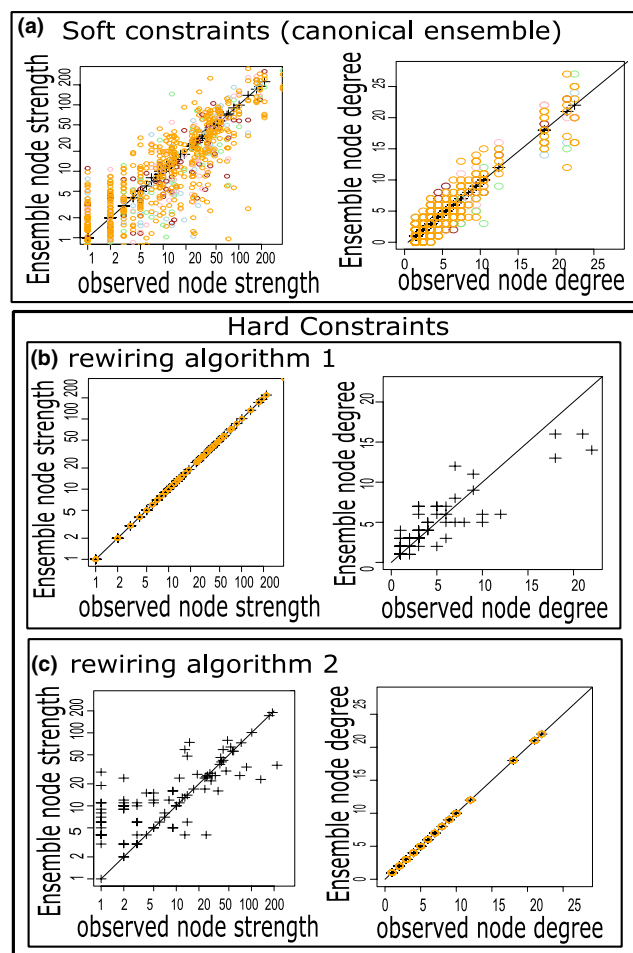 (a) Soft constraints (canonical ensemble)
Ensemble node strength
200
100
50
20
10
5
2
1
1 2 5 10 20 50 100 200
observed node strength
Ensemble node degree
25
20
15
10
5
0
0 5 10 15 20 25
observed node degree
Hard Constraints
(b) rewiring algorithm 1
Ensemble node strength
200
50
20
10
5
2
1
1 2 5 10 20 50 100 200
observed node strength
Ensemble node degree
20
15
10
5
0
0 5 10 15 20
observed node degree
(c) rewiring algorithm 2
Ensemble node strength
200
100
50
20
10
5
2
1
1 2 5 10 20 50 100 200
observed node strength
Ensemble node degree
25
20
15
10
5
0
0 5 10 15 20 25
observed node degree